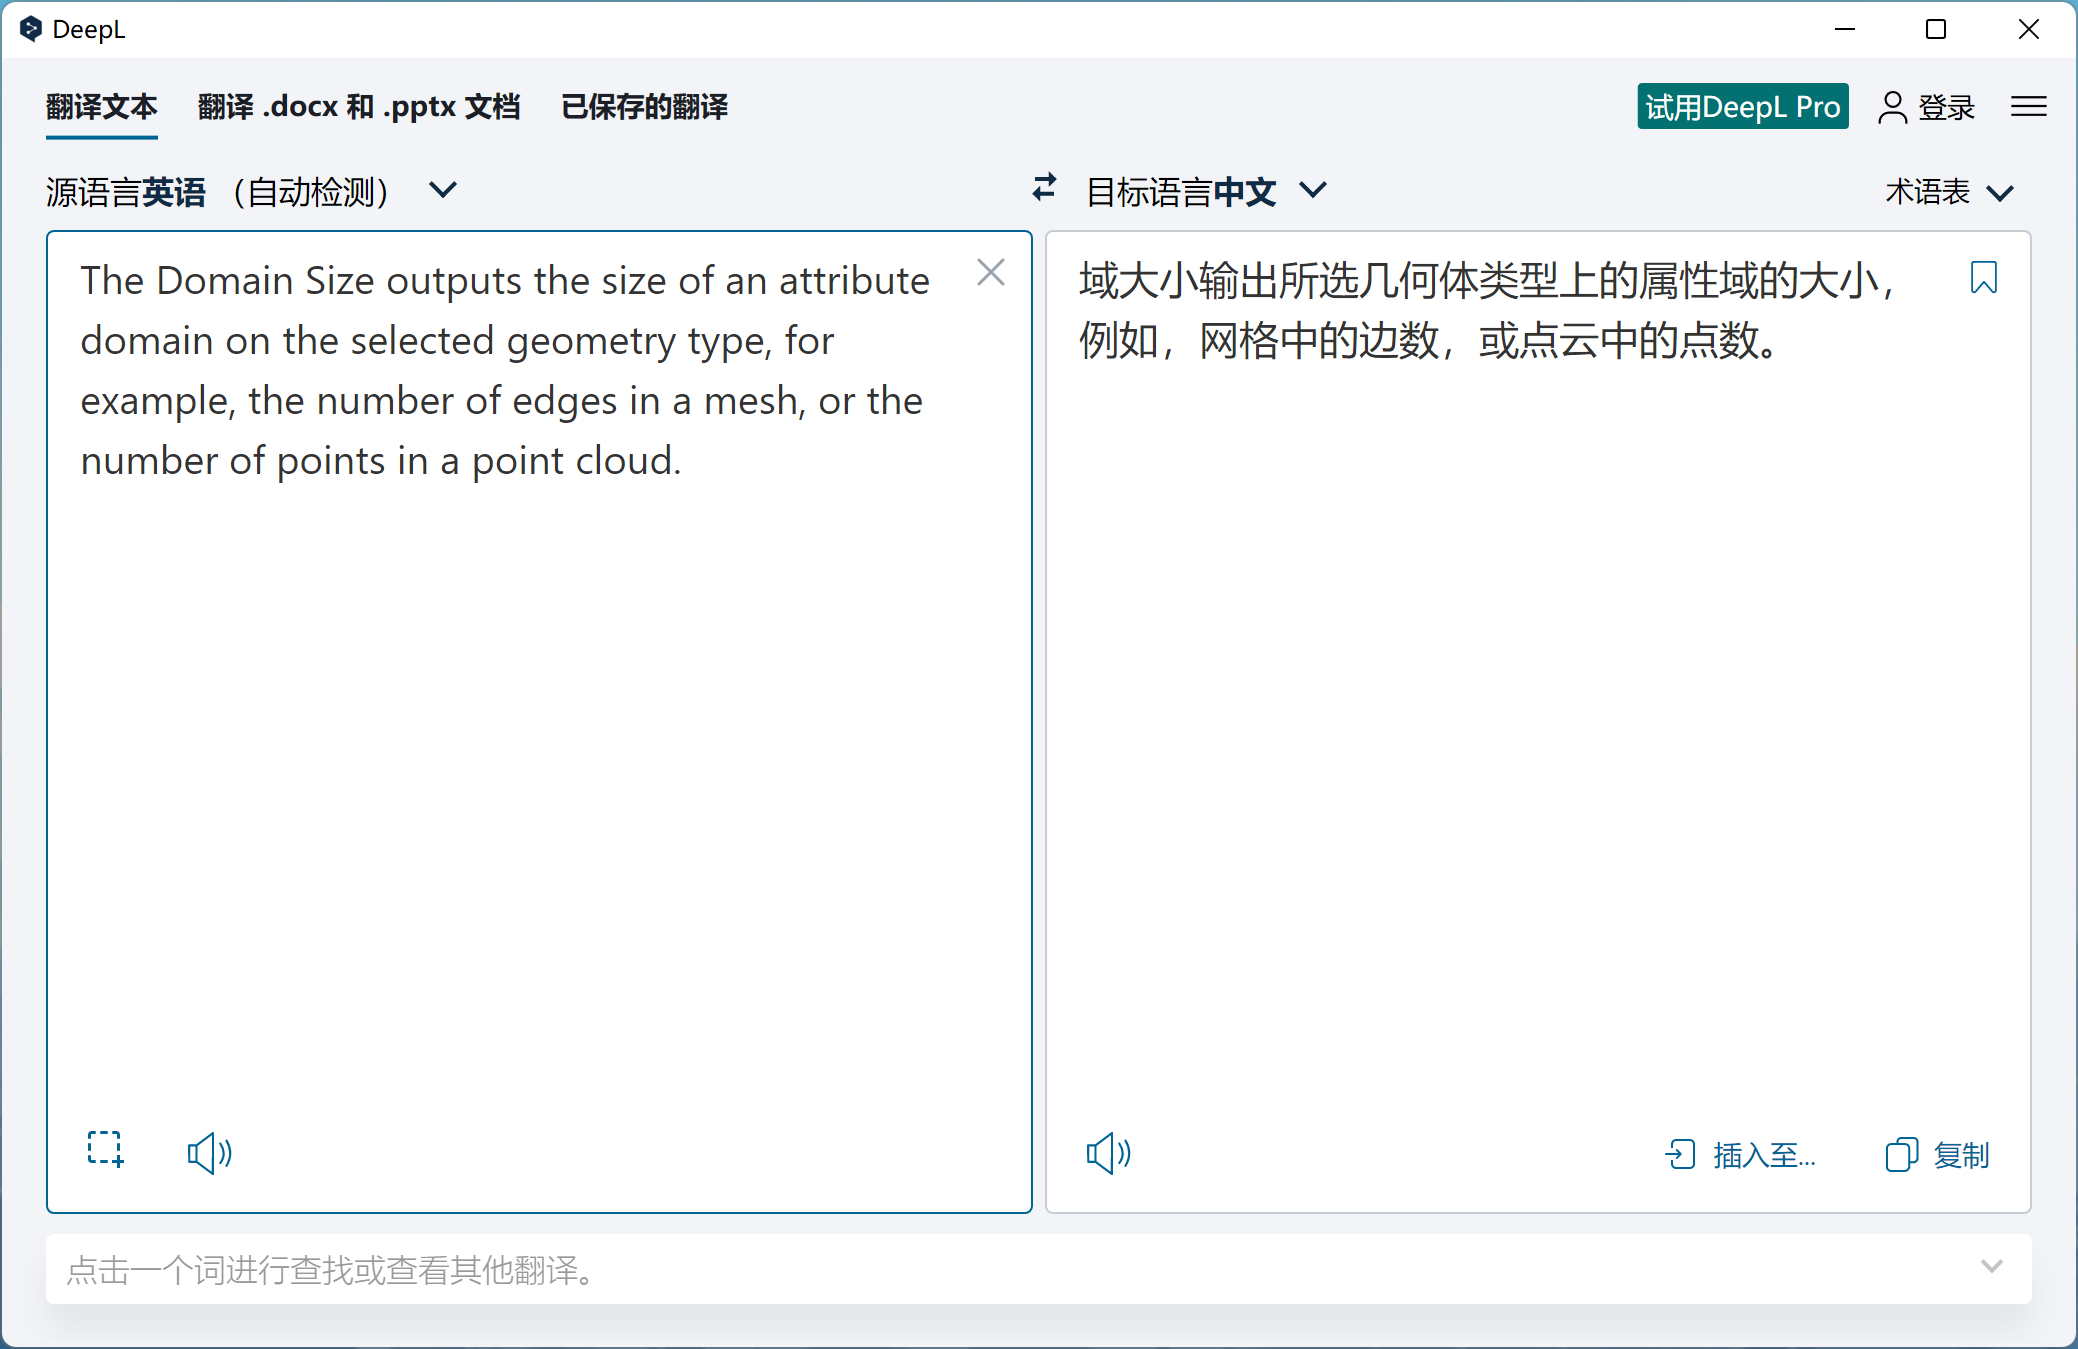 DeepL
翻译文本 翻译 .docx 和 .pptx 文档 已保存的翻译 试用DeepL Pro 登录
源语言英语 （自动检测） 目标语言中文 术语表
The Domain Size outputs the size of an attribute
domain on the selected geometry type, for
example, the number of edges in a mesh, or the
number of points in a point cloud.
域大小输出所选几何体类型上的属性域的大小，
例如，网格中的边数，或点云中的点数。
插入至... 复制
点击一个词进行查找或查看其他翻译。